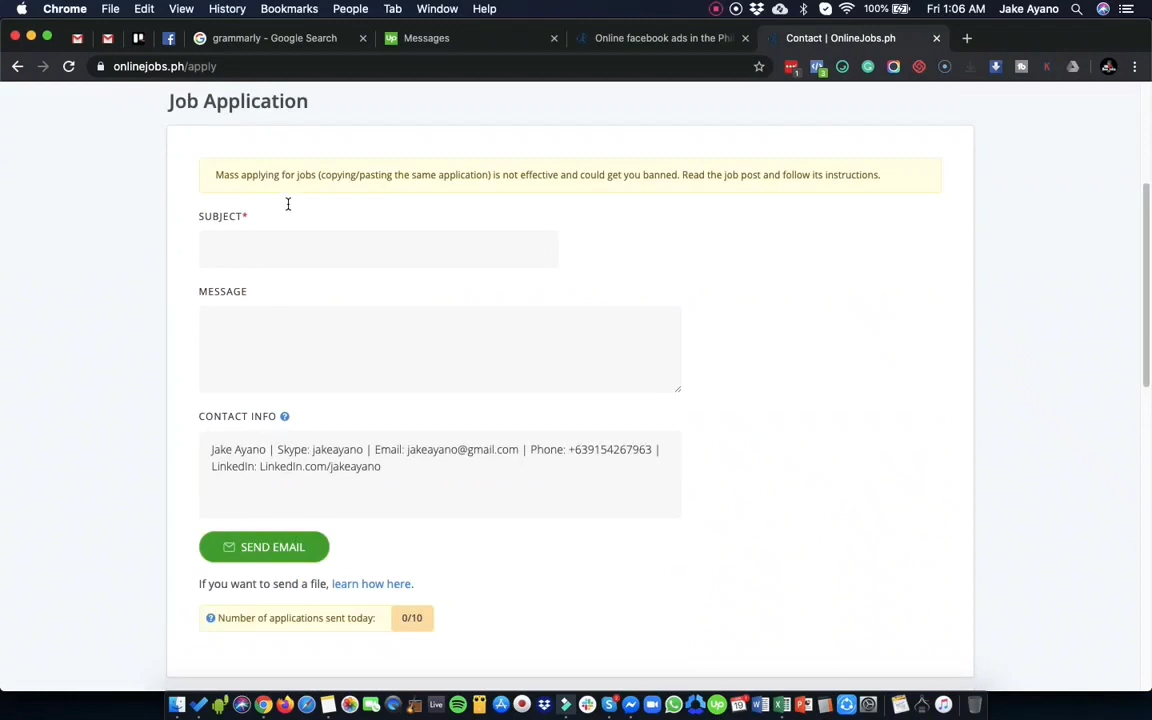 Chrome File Edit View History Bookmarks People Tab Window Help 100% Fri 1:06 AM Jake Ayano
grammarly - Google Search Messages Online facebook ads in the Phi Contact | OnlineJobs.ph
onlinejobs.ph/apply
Job Application
Mass applying for jobs (copying/pasting the same application) is not effective and could get you banned. Read the job post and follow its instructions.
SUBJECT*
MESSAGE
CONTACT INFO
Jake Ayano | Skype: jakeayano | Email: jakeayano@gmail.com | Phone: +639154267963 |
LinkedIn: LinkedIn.com/jakeayano
SEND EMAIL
If you want to send a file, learn how here.
Number of applications sent today: 0/10